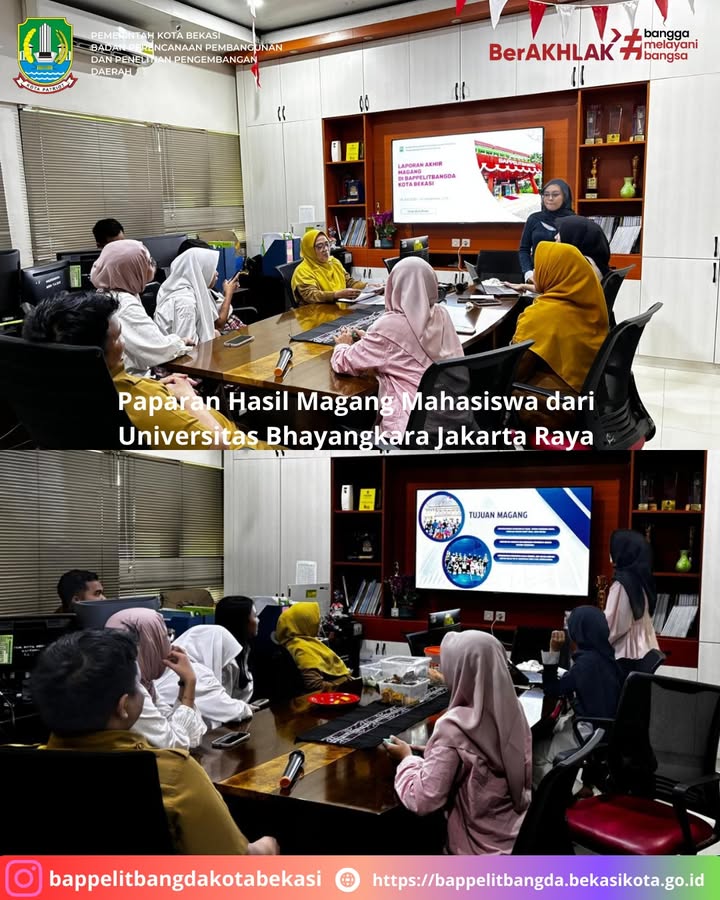 PEMERINTAH KOTA BEKASI
BADAN PERENCANAAN PEMBANGUNAN
DAN PENELITIAN PENGEMBANGAN
DAERAH
KOTA PATRIOT
BerAKHLAK
#bangga
melayani
bangsa
LAPORAN AKHIR
MAGANG
DI BAPPELITBANGDA
KOTA BEKASI
Paparan Hasil Magang Mahasiswa dari
Universitas Bhayangkara Jakarta Raya
TUJUAN MAGANG
bappelitbangdakotabekasi
https://bappelitbangda.bekasikota.go.id